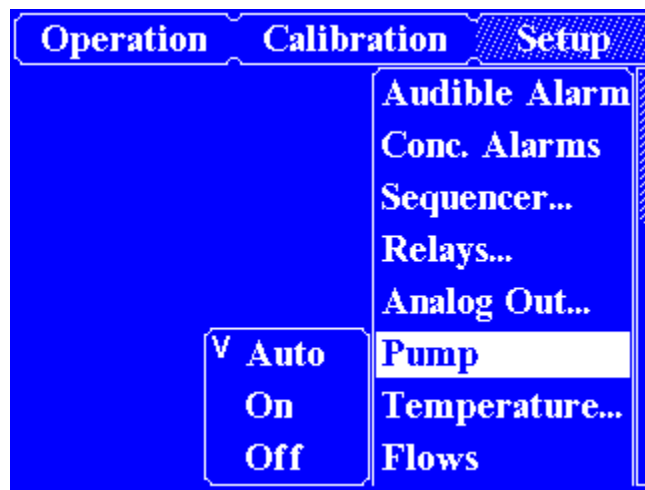 Operation Calibration Setup
Audible Alarm
Conc. Alarms
Sequencer...
Relays...
Analog Out...
Pump
Temperature...
Flows
V Auto
On
Off